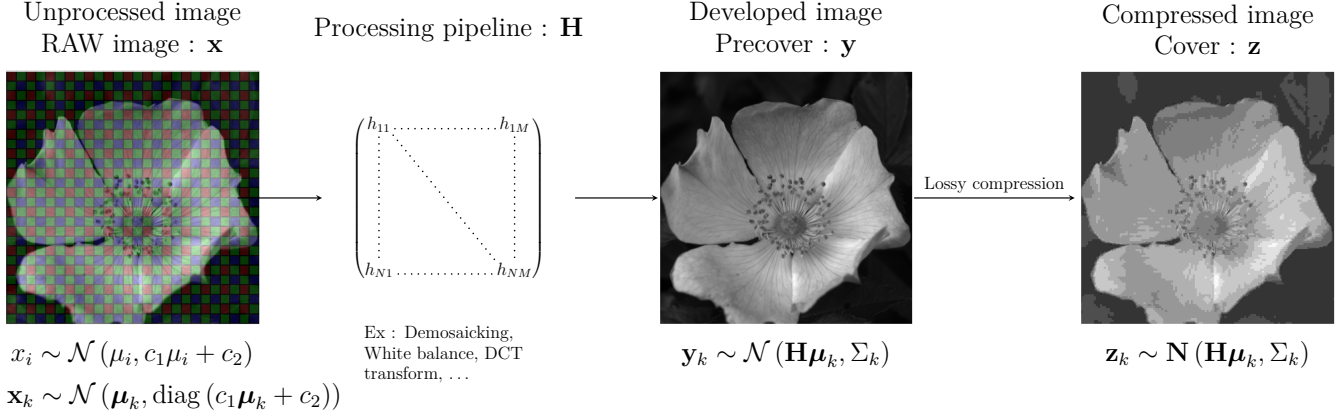 Unprocessed image
RAW image : x
Processing pipeline : H
Developed image
Precover : y
Compressed image
Cover : z
h₁₁ ................ h₁M
hN₁ ................ hNM
Lossy compression
Ex : Demosaicking,
White balance, DCT
transform, …
xᵢ ∼ 𝒩 (μᵢ, c₁μᵢ + c₂)
𝐱ₖ ∼ 𝒩 (𝝁ₖ, diag (c₁𝝁ₖ + c₂))
𝐲ₖ ∼ 𝒩 (𝐇𝝁ₖ, Σₖ)
𝐳ₖ ∼ 𝐍 (𝐇𝝁ₖ, Σₖ)